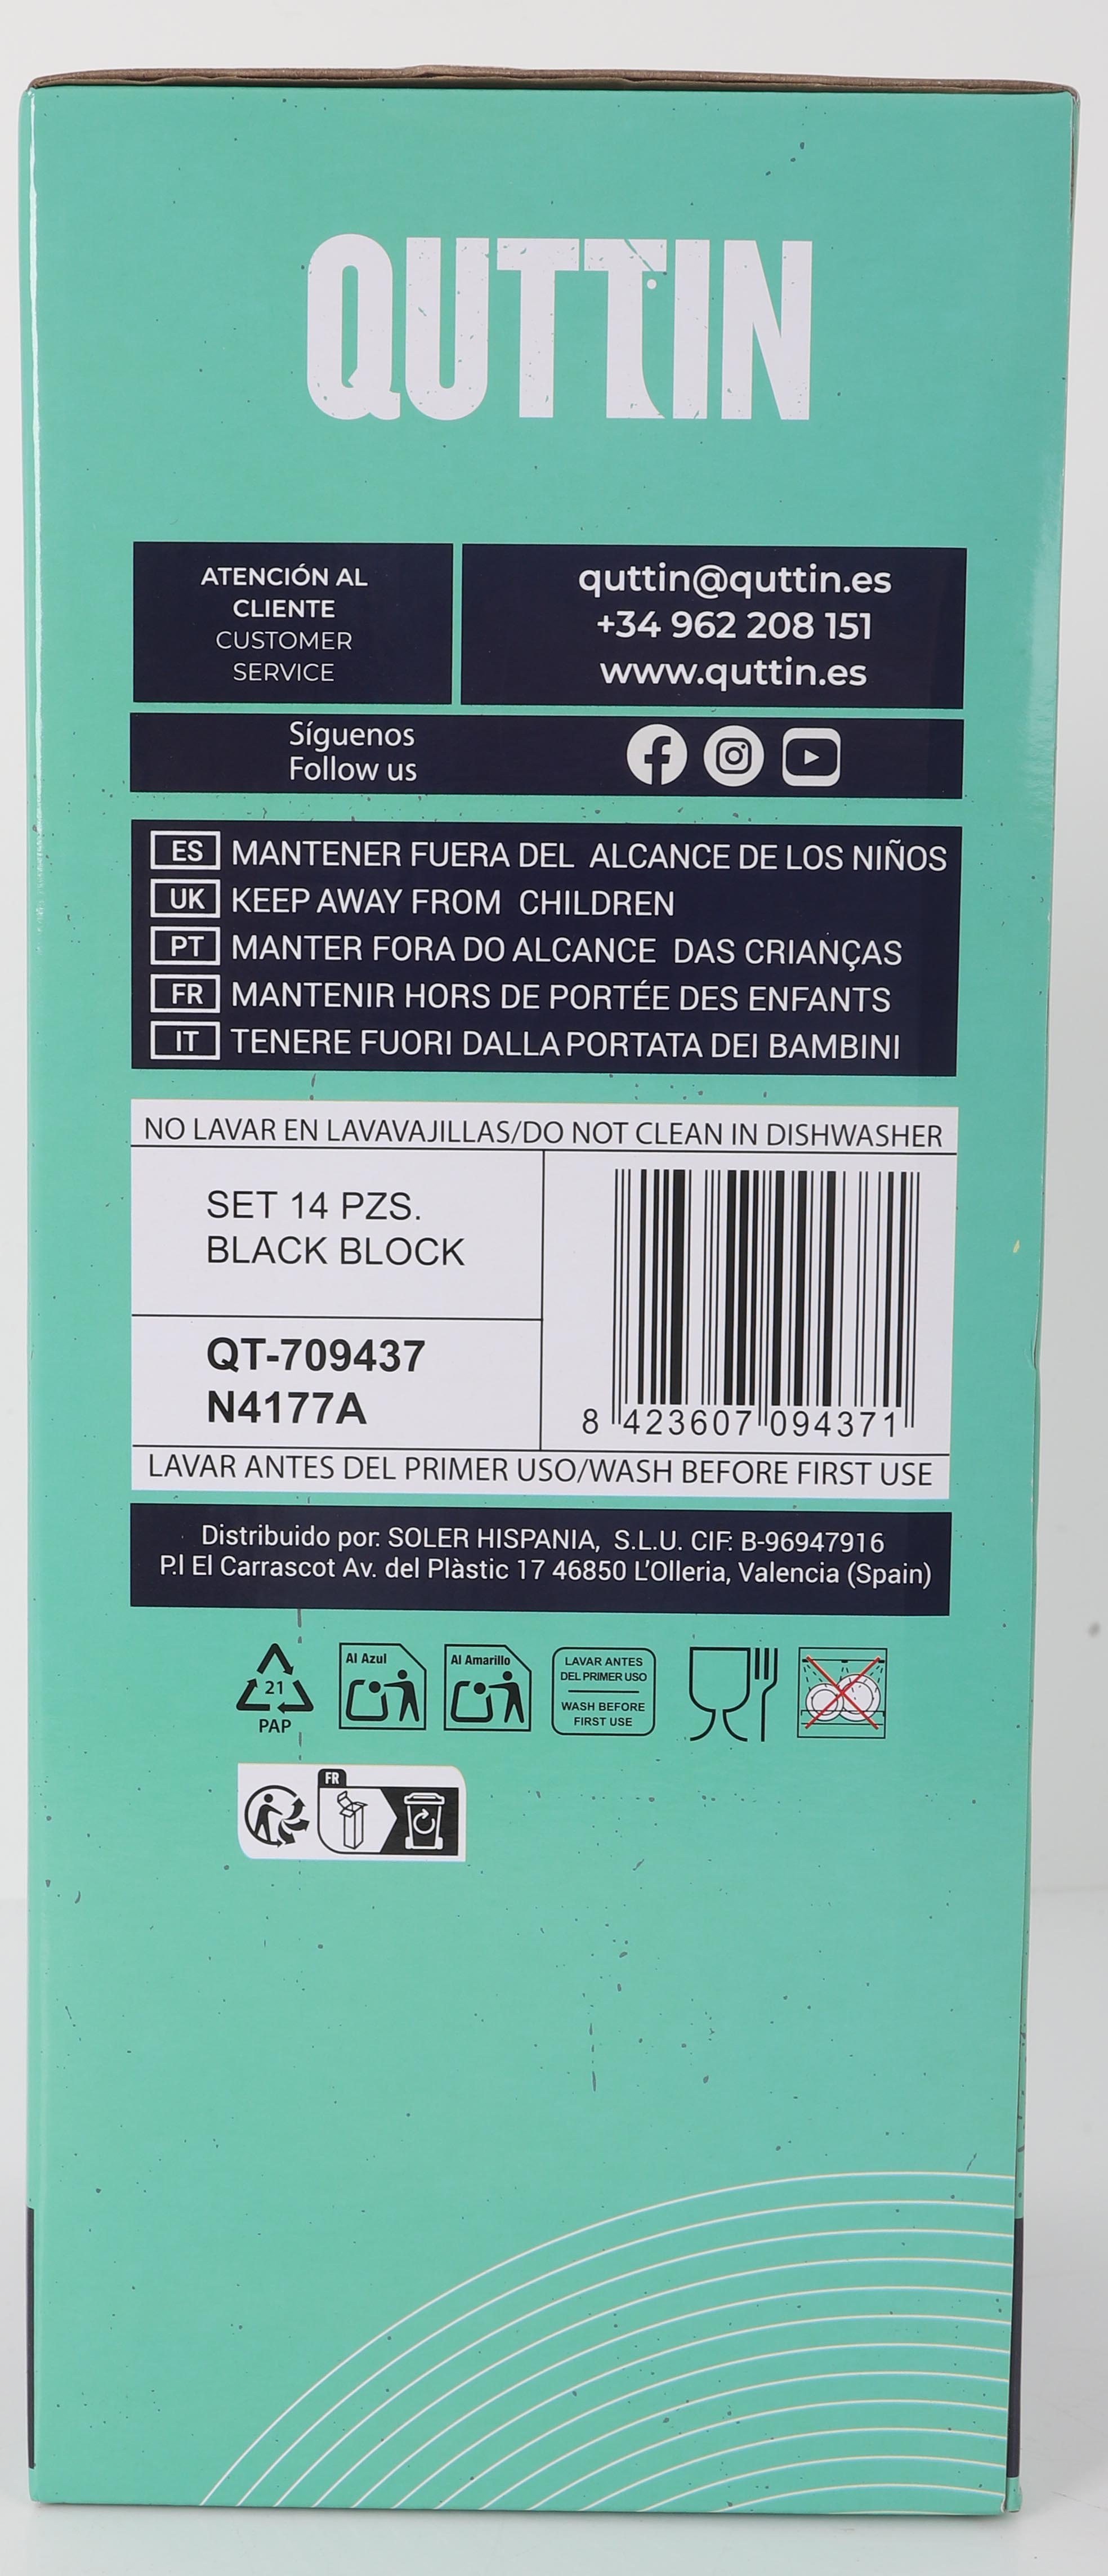 QUTTIN
ATENCIÓN AL
CLIENTE
CUSTOMER
SERVICE
quttin@quttin.es
+34 962 208 151
www.quttin.es
Síguenos
Follow us
ES MANTENER FUERA DEL ALCANCE DE LOS NIÑOS
UK KEEP AWAY FROM CHILDREN
PT MANTER FORA DO ALCANCE DAS CRIANÇAS
FR MANTENIR HORS DE PORTÉE DES ENFANTS
IT TENERE FUORI DALLA PORTATA DEI BAMBINI
NO LAVAR EN LAVAVAJILLAS/DO NOT CLEAN IN DISHWASHER
SET 14 PZS.
BLACK BLOCK
QT-709437
N4177A
8 423607 094371
LAVAR ANTES DEL PRIMER USO/WASH BEFORE FIRST USE
Distribuido por: SOLER HISPANIA, S.L.U. CIF: B-96947916
P.I El Carrascot Av. del Plàstic 17 46850 L'Olleria, Valencia (Spain)
21
PAP
Al Azul
Al Amarillo
LAVAR ANTES
DEL PRIMER USO
WASH BEFORE
FIRST USE
FR